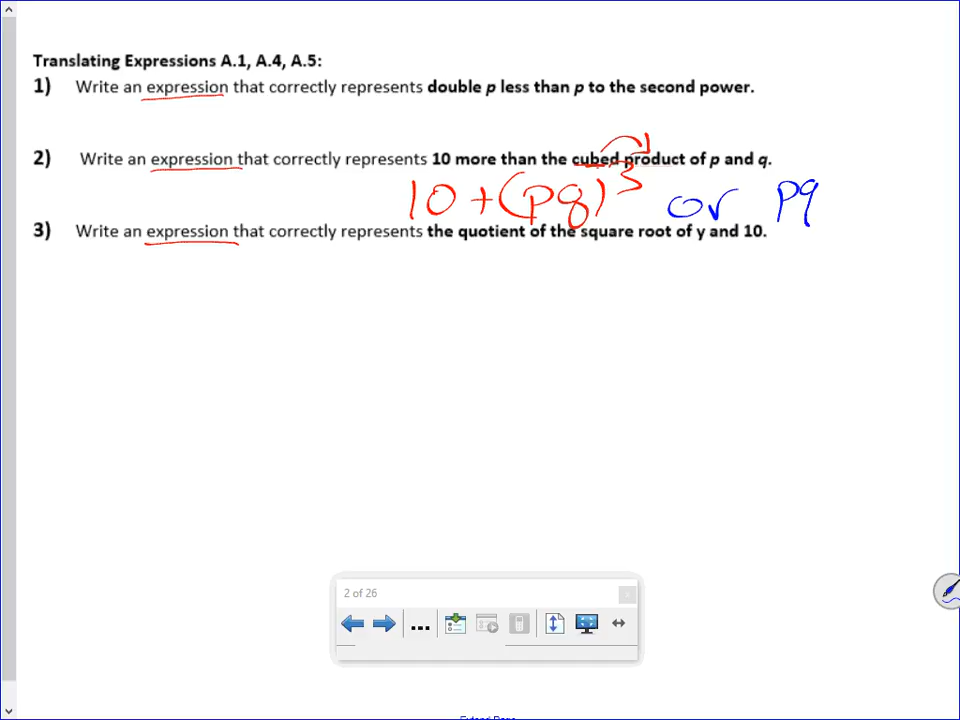 Translating Expressions A.1, A.4, A.5:
1) Write an expression that correctly represents double p less than p to the second power.
2) Write an expression that correctly represents 10 more than the cubed product of p and q.
10 + (pq)³ or pq
3) Write an expression that correctly represents the quotient of the square root of y and 10.
2 of 26